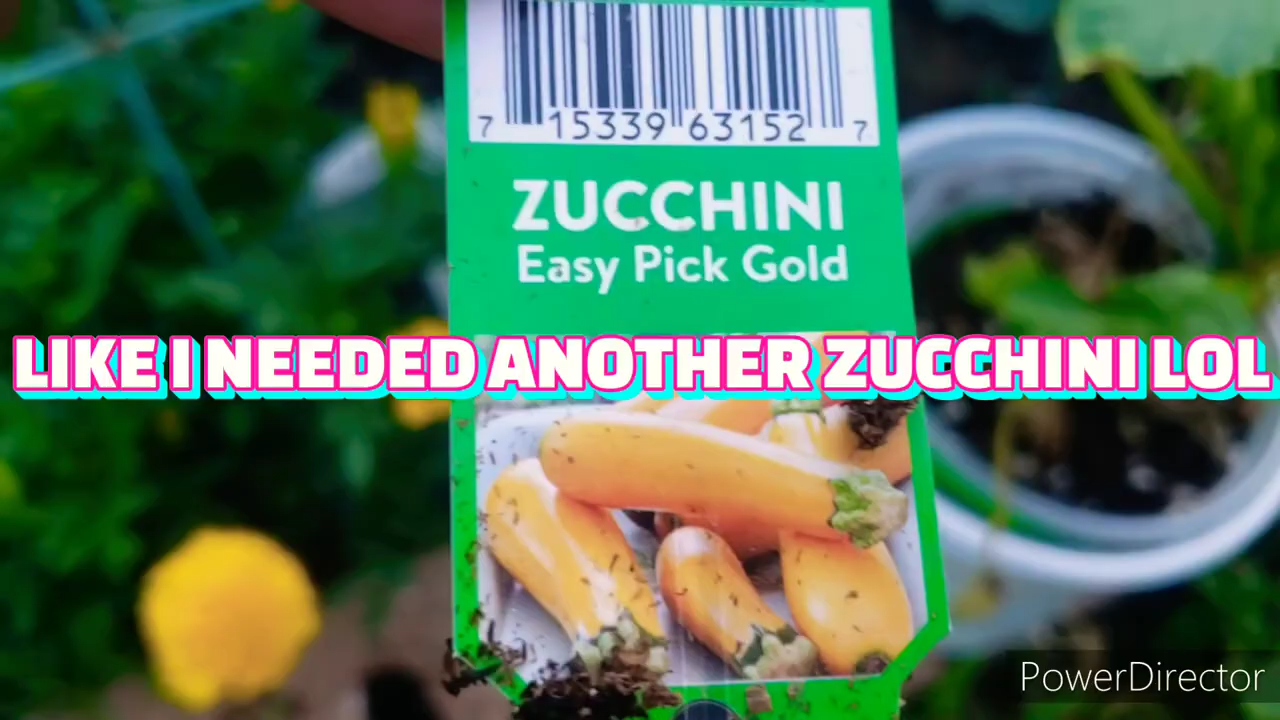 7 15339 63152 7
ZUCCHINI
Easy Pick Gold
LIKE I NEEDED ANOTHER ZUCCHINI LOL
PowerDirector